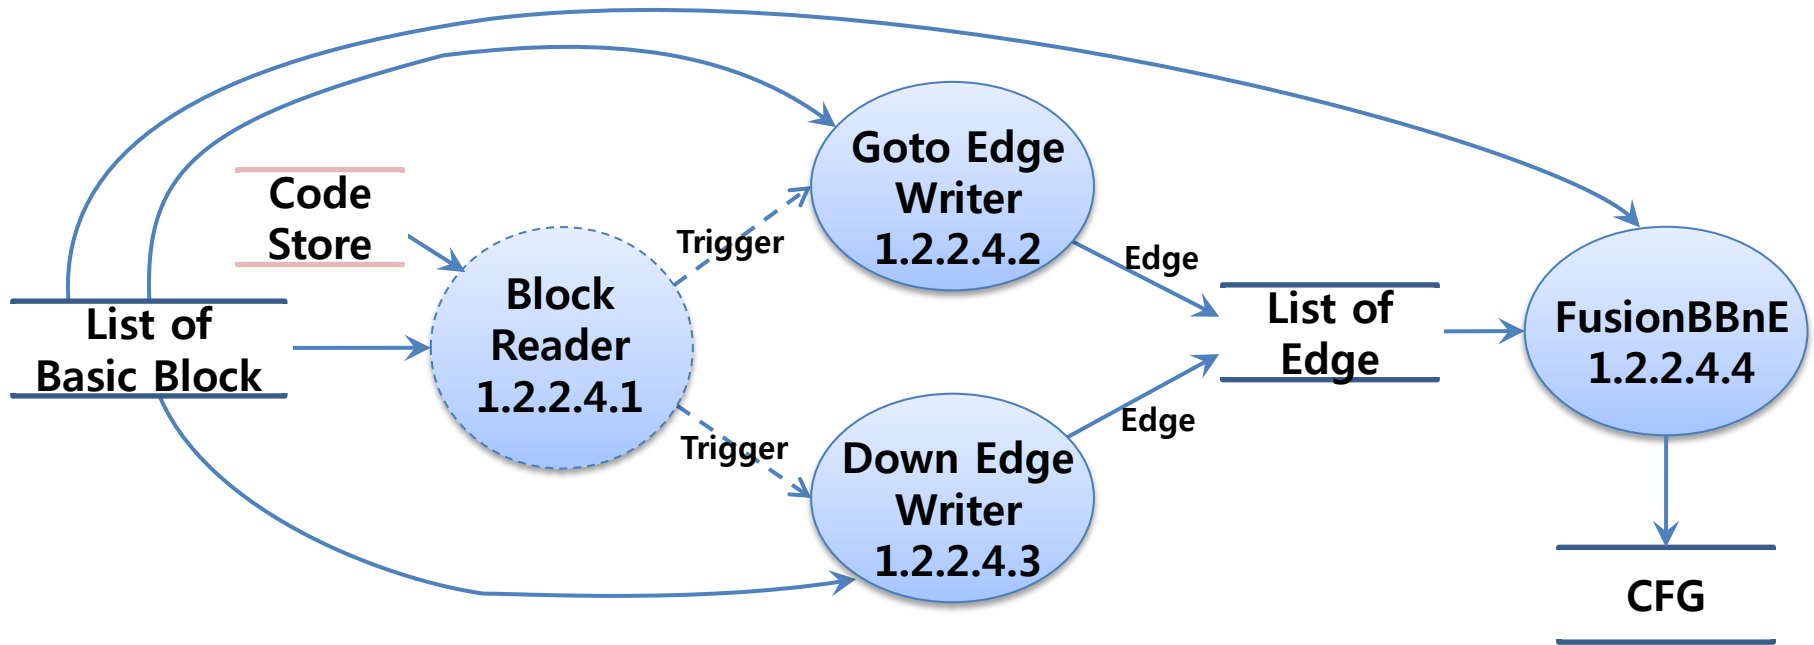 Code
Store
List of
Basic Block
Block
Reader
1.2.2.4.1
Trigger
Trigger
Goto Edge
Writer
1.2.2.4.2
Down Edge
Writer
1.2.2.4.3
Edge
Edge
List of
Edge
FusionBBnE
1.2.2.4.4
CFG